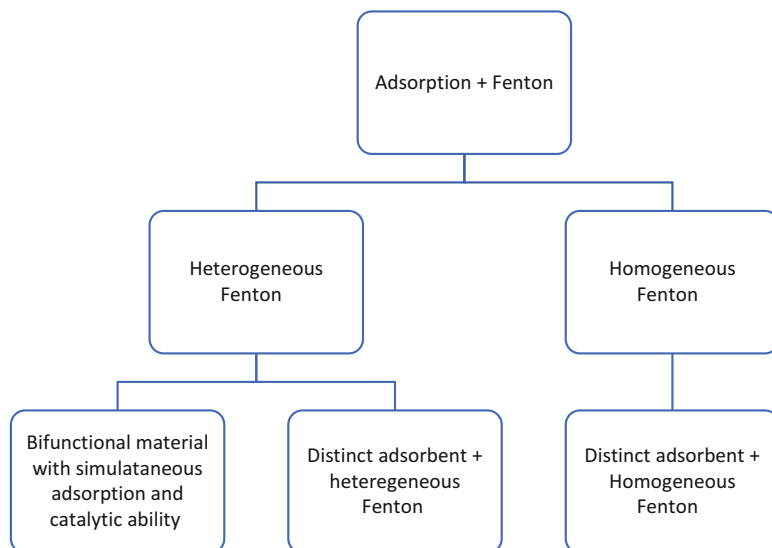 Adsorption + Fenton
Heterogeneous
Fenton
Homogeneous
Fenton
Bifunctional material
with simulataneous
adsorption and
catalytic ability
Distinct adsorbent +
heteregeneous
Fenton
Distinct adsorbent +
Homogeneous
Fenton